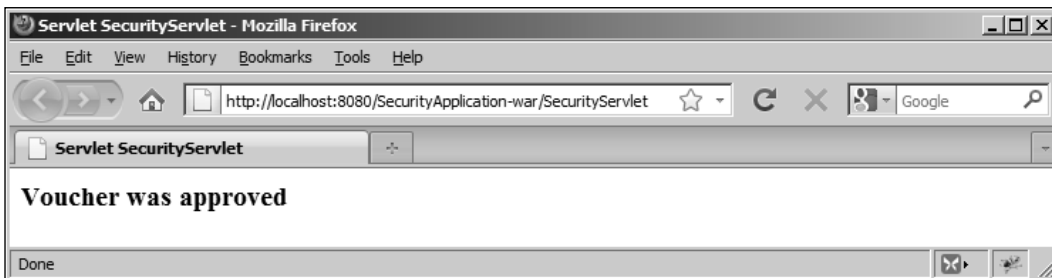 Servlet SecurityServlet - Mozilla Firefox
File Edit View History Bookmarks Tools Help
http://localhost:8080/SecurityApplication-war/SecurityServlet Google
Servlet SecurityServlet
Voucher was approved
Done